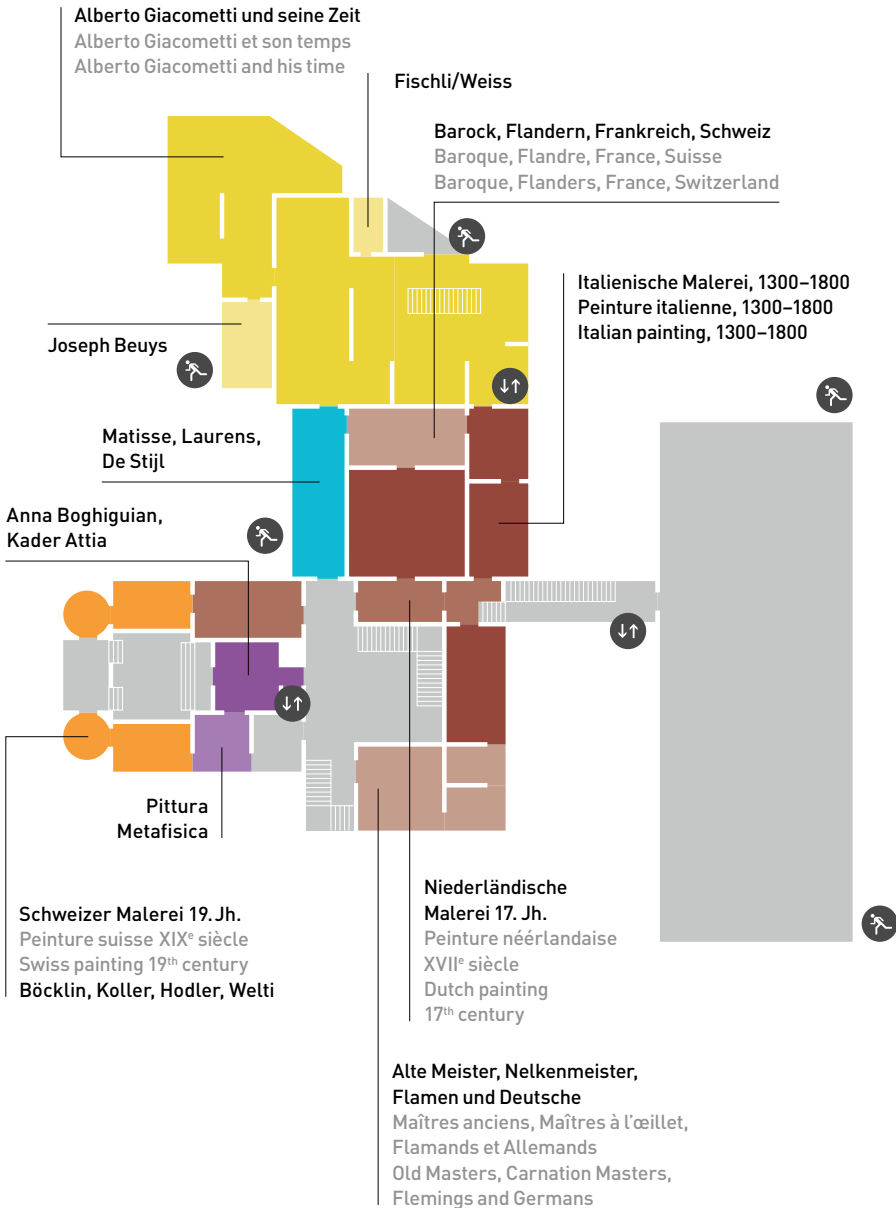 Alberto Giacometti und seine Zeit
Alberto Giacometti et son temps
Alberto Giacometti and his time
Fischli/Weiss
Barock, Flandern, Frankreich, Schweiz
Baroque, Flandre, France, Suisse
Baroque, Flanders, France, Switzerland
Italienische Malerei, 1300–1800
Peinture italienne, 1300–1800
Italian painting, 1300–1800
Joseph Beuys
Matisse, Laurens,
De Stijl
Anna Boghiguian,
Kader Attia
Pittura
Metafisica
Schweizer Malerei 19. Jh.
Peinture suisse XIXᵉ siècle
Swiss painting 19ᵗʰ century
Böcklin, Koller, Hodler, Welti
Niederländische
Malerei 17. Jh.
Peinture néérlandaise
XVIIᵉ siècle
Dutch painting
17ᵗʰ century
Alte Meister, Nelkenmeister,
Flamen und Deutsche
Maîtres anciens, Maîtres à l'œillet,
Flamands et Allemands
Old Masters, Carnation Masters,
Flemings and Germans